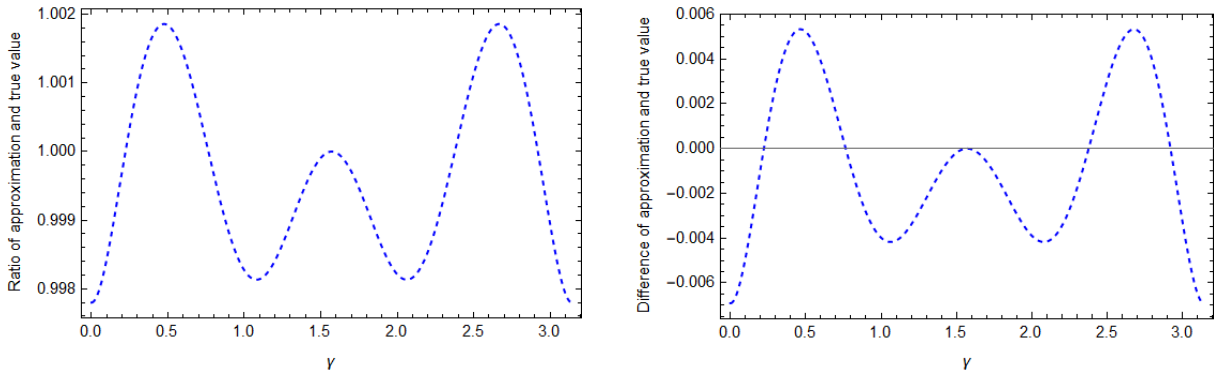 Ratio of approximation and true value
1.002
1.001
1.000
0.999
0.998
0.0 0.5 1.0 1.5 2.0 2.5 3.0
γ
Difference of approximation and true value
0.006
0.004
0.002
0.000
−0.002
−0.004
−0.006
0.0 0.5 1.0 1.5 2.0 2.5 3.0
γ